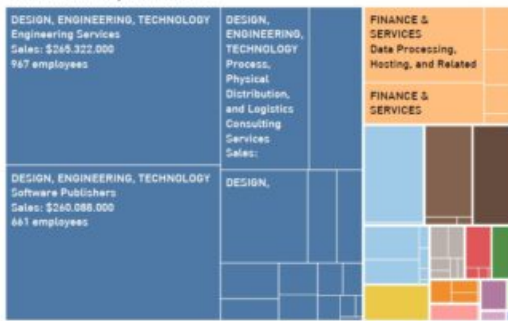 DESIGN, ENGINEERING, TECHNOLOGY
Engineering Services
Sales: $265.322.000
967 employees
DESIGN,
ENGINEERING,
TECHNOLOGY
Process,
Physical
Distribution,
and Logistics
Consulting
Services
Sales:
FINANCE &
SERVICES
Data Processing,
Hosting, and Related
FINANCE &
SERVICES
DESIGN, ENGINEERING, TECHNOLOGY
Software Publishers
Sales: $260.088.000
661 employees
DESIGN,